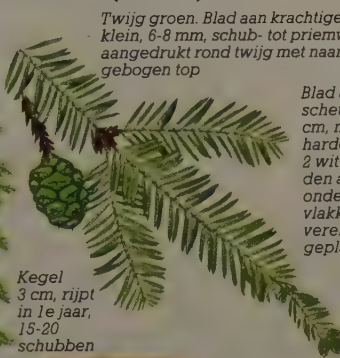 Twijg groen. Blad aan krachtige
klein, 6-8 mm, schub- tot priemv
aangedrukt rond twijg met naar
gebogen top
Blad
scheu
cm, n
harde
2 wit
den a
onde
vlakk
vere
gepl
Kegel
3 cm, rijpt
in 1e jaar,
15-20
schubben